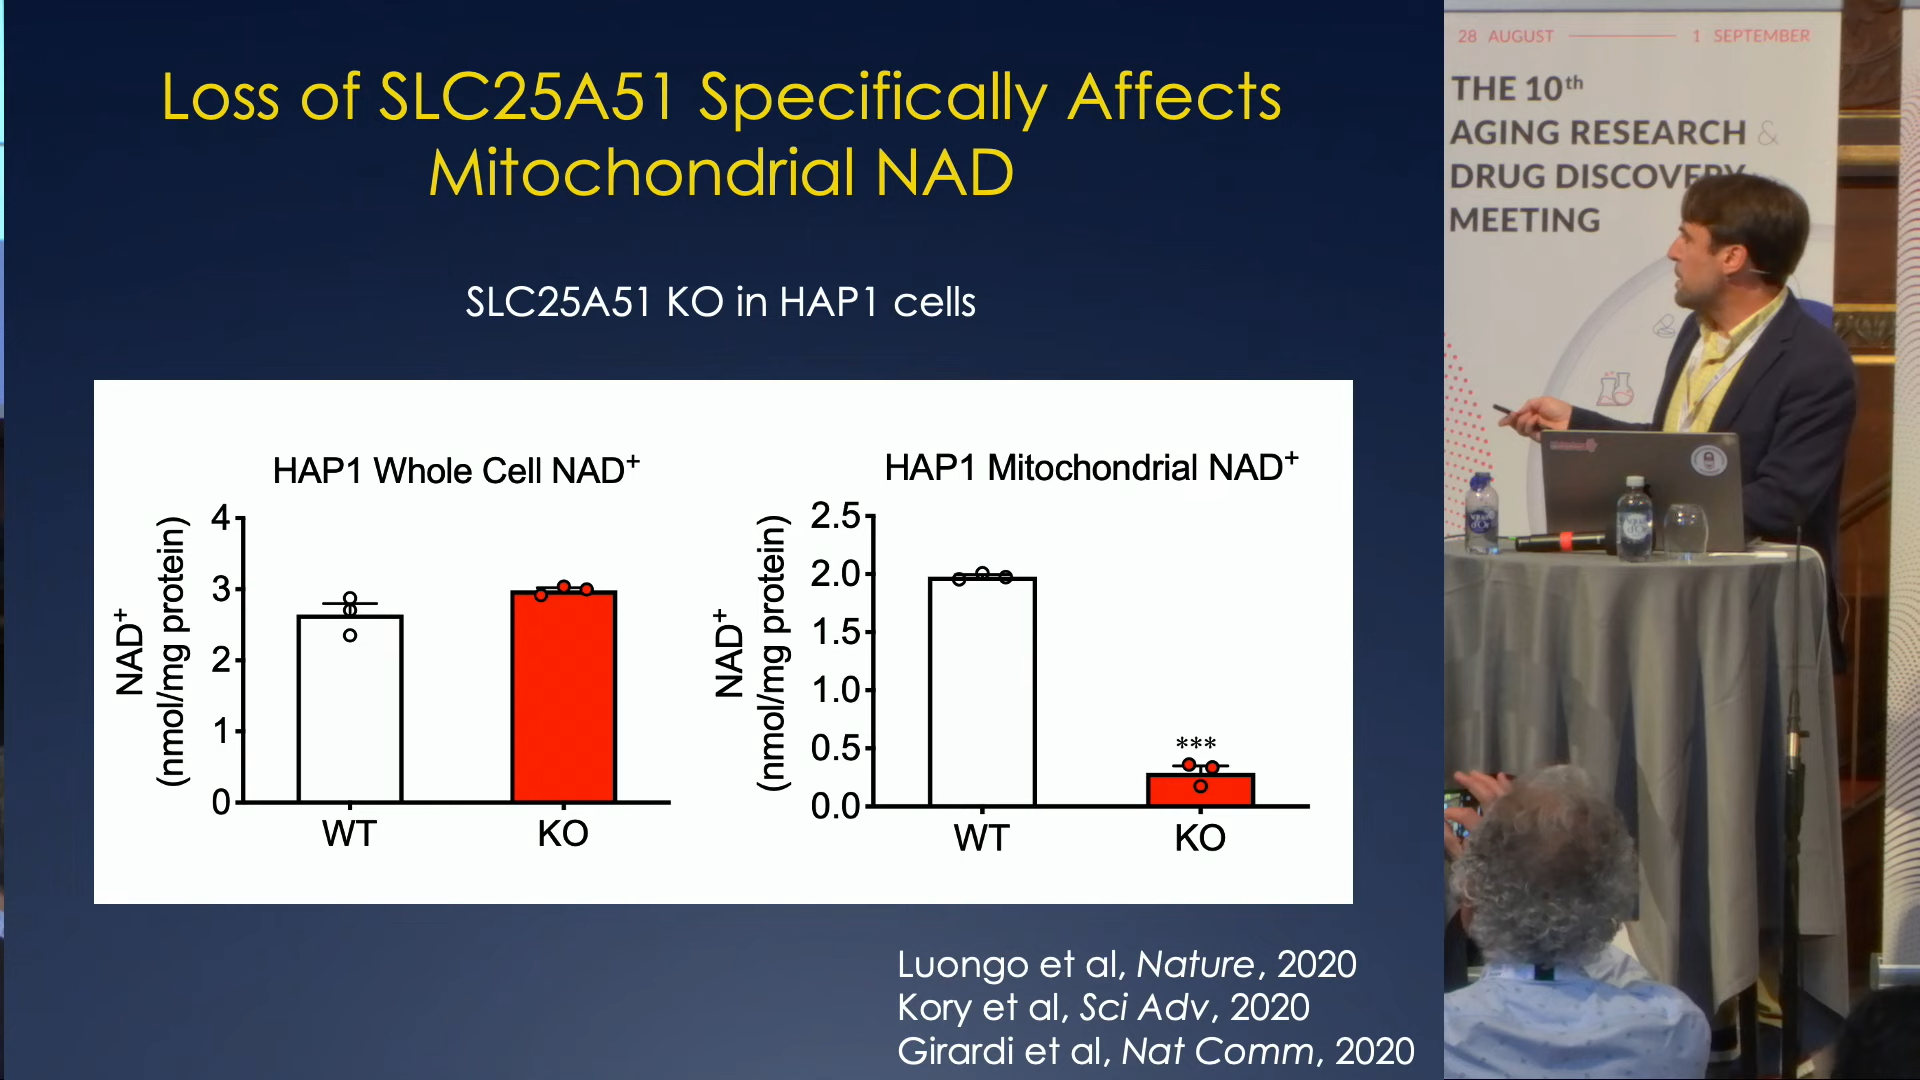 Loss of SLC25A51 Specifically Affects
Mitochondrial NAD
SLC25A51 KO in HAP1 cells
HAP1 Whole Cell NAD⁺
NAD⁺
(nmol/mg protein)
4
3
2
1
0
WT
KO
HAP1 Mitochondrial NAD⁺
NAD⁺
(nmol/mg protein)
2.5
2.0
1.5
1.0
0.5
0.0
***
WT
KO
Luongo et al, Nature, 2020
Kory et al, Sci Adv, 2020
Girardi et al, Nat Comm, 2020
28 AUGUST 1 SEPTEMBER
THE 10th
AGING RESEARCH &
DRUG DISCOVERY
MEETING